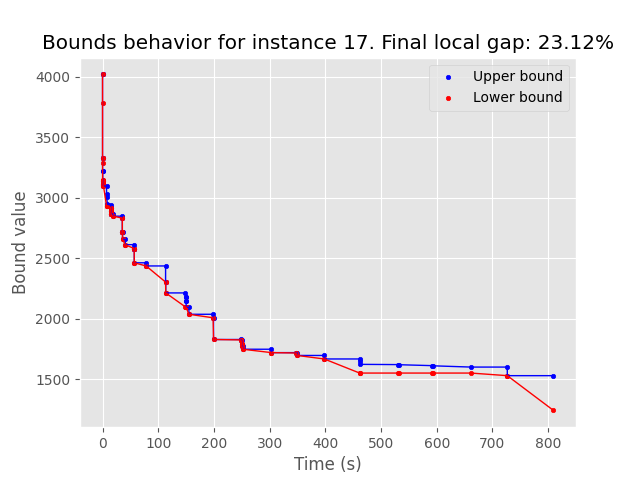 Bounds behavior for instance 17. Final local gap: 23.12%
Upper bound
Lower bound
4000
3500
3000
2500
2000
1500
Bound value
0 100 200 300 400 500 600 700 800
Time (s)